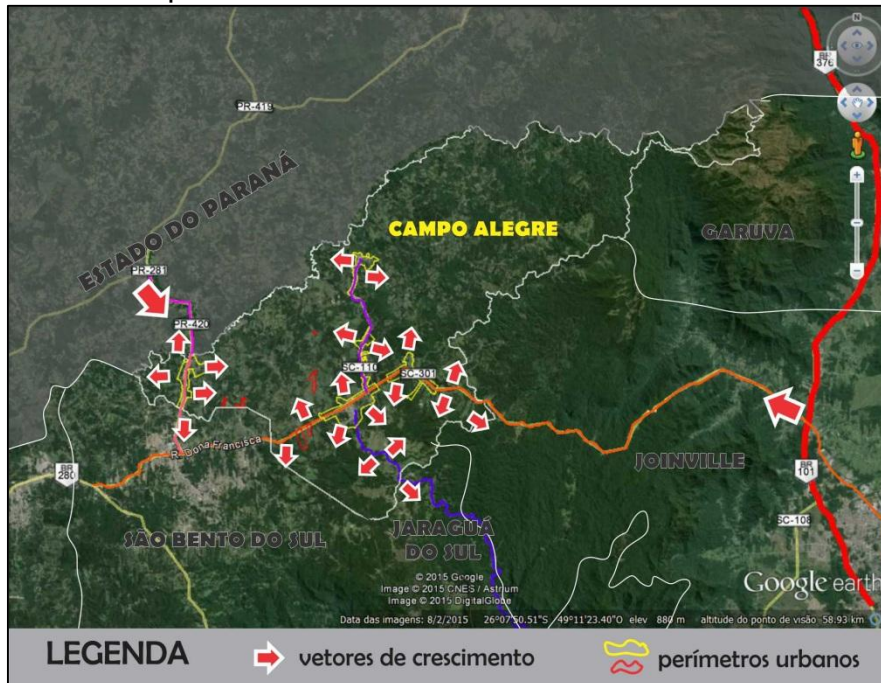 N
BR
376
PR-419
ESTADO DO PARANÁ
CAMPO ALEGRE
GARUVA
PR-281
PR-420
SC-110
SC-301
R. Dona Francisca
BR
280
JOINVILLE
BR
101
SC-108
SÃO BENTO DO SUL
JARAGUÁ
DO SUL
© 2015 Google
Image © 2015 CNES / Astrium
Image © 2015 DigitalGlobe
Google earth
Data das imagens: 8/2/2015 26°07'50.51"S 49°11'23.40"O elev 880 m altitude do ponto de visão 58.93 km
LEGENDA
vetores de crescimento
perímetros urbanos